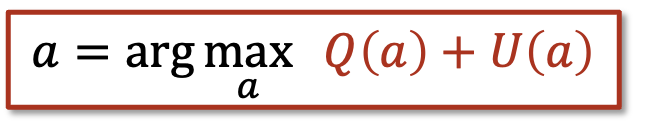 a = arg max Q(a) + U(a)
a